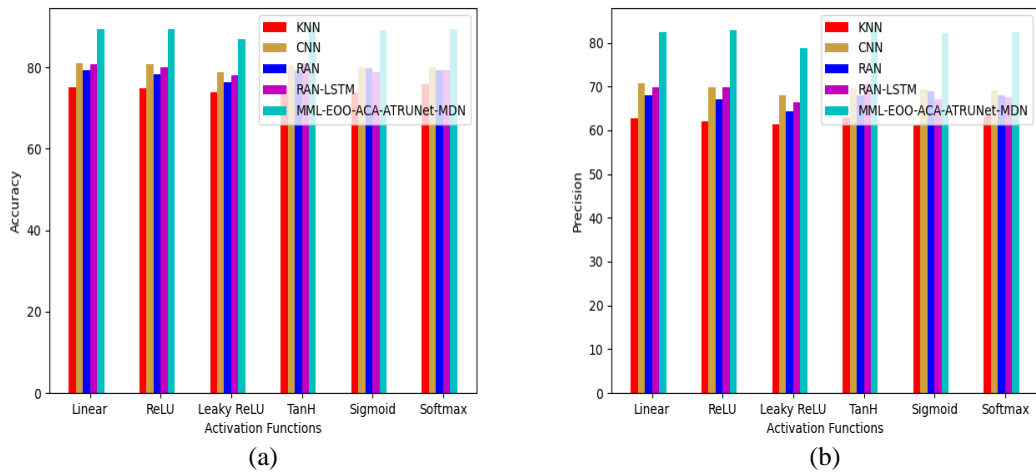 KNN
CNN
RAN
RAN-LSTM
MML-EOO-ACA-ATRUNet-MDN
80
60
40
20
0
Accuracy
Linear ReLU Leaky ReLU TanH Sigmoid Softmax
Activation Functions
(a)
KNN
CNN
RAN
RAN-LSTM
MML-EOO-ACA-ATRUNet-MDN
80
70
60
50
40
30
20
10
0
Precision
Linear ReLU Leaky ReLU TanH Sigmoid Softmax
Activation Functions
(b)